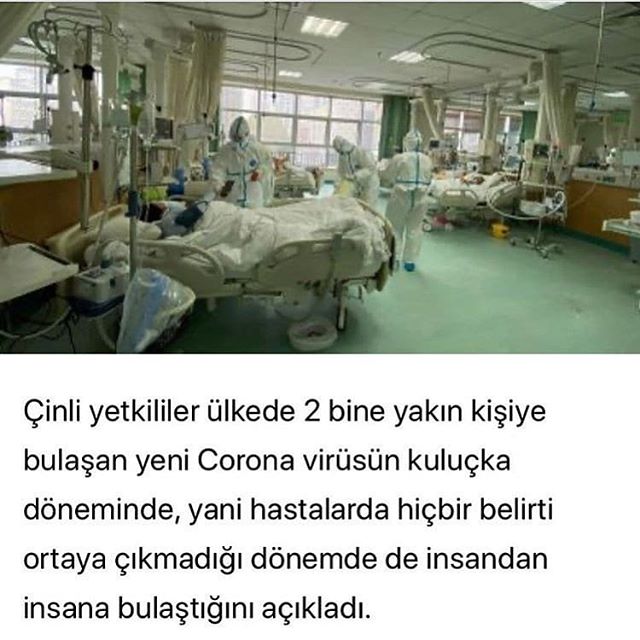 Çinli yetkililer ülkede 2 bine yakın kişiye
bulaşan yeni Corona virüsün kuluçka
döneminde, yani hastalarda hiçbir belirti
ortaya çıkmadığı dönemde de insandan
insana bulaştığını açıkladı.